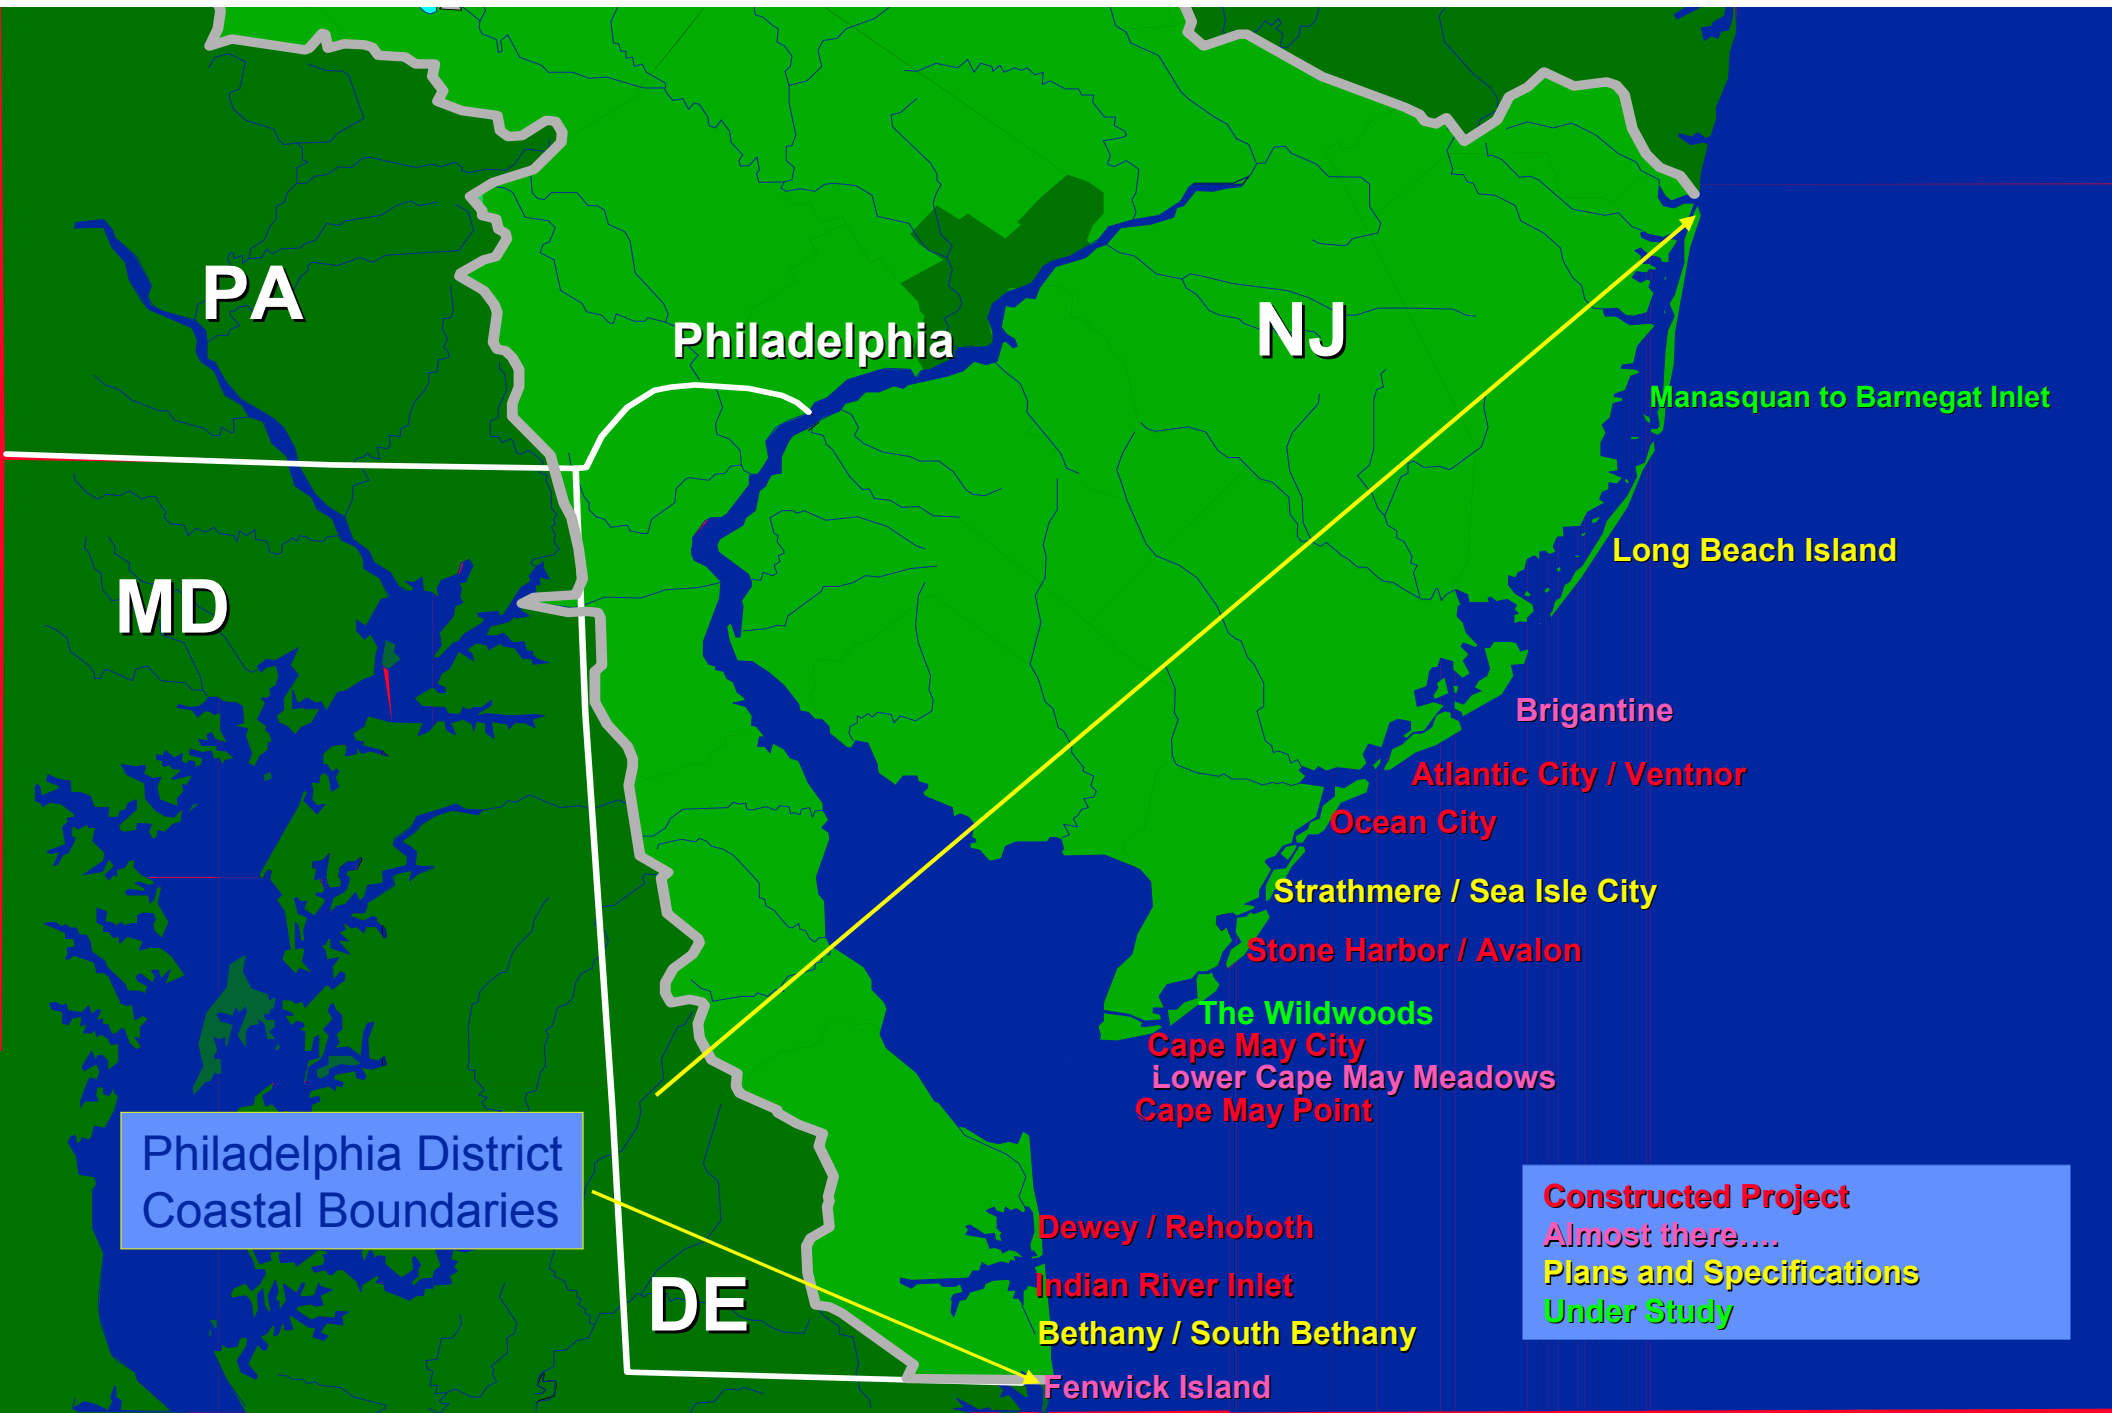 PA
Philadelphia
NJ
Manasquan to Barnegat Inlet
Long Beach Island
MD
Brigantine
Atlantic City / Ventnor
Ocean City
Strathmere / Sea Isle City
Stone Harbor / Avalon
The Wildwoods
Cape May City
Lower Cape May Meadows
Cape May Point
Philadelphia District
Coastal Boundaries
DE
Dewey / Rehoboth
Indian River Inlet
Bethany / South Bethany
Fenwick Island
Constructed Project
Almost there....
Plans and Specifications
Under Study